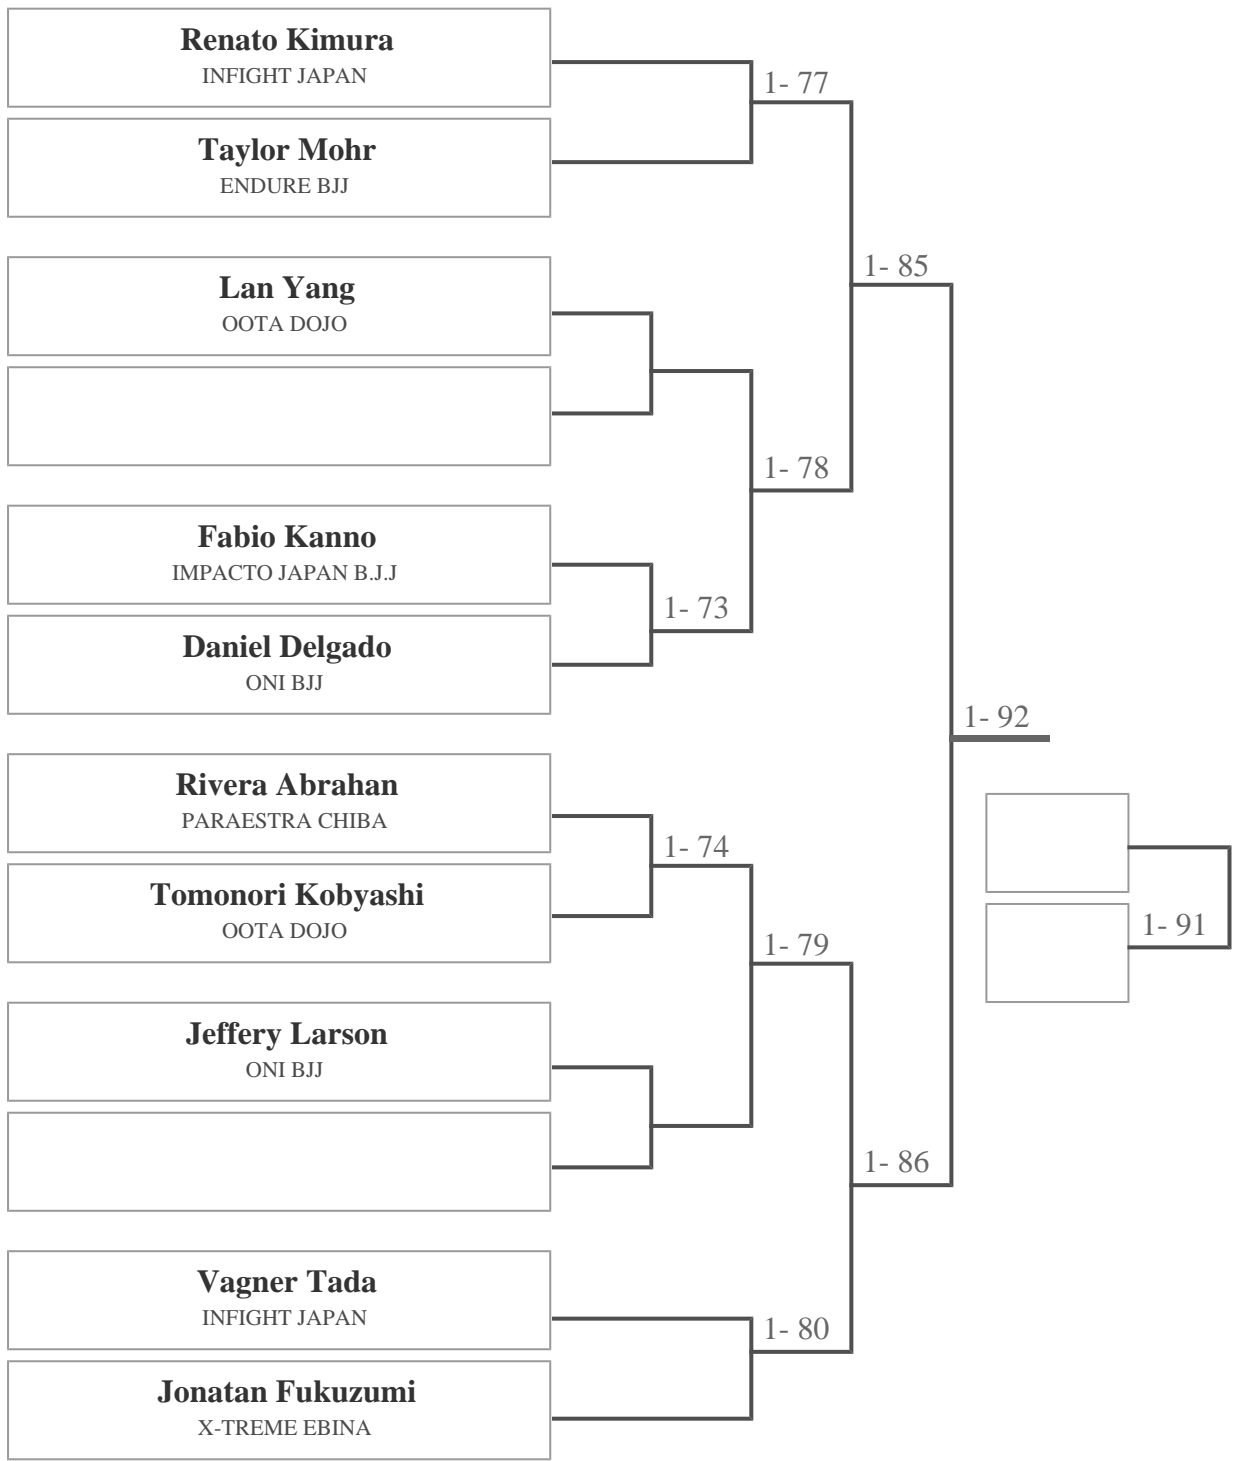 Renato Kimura
INFIGHT JAPAN
1- 77
Taylor Mohr
ENDURE BJJ
1- 85
Lan Yang
OOTA DOJO
1- 78
Fabio Kanno
IMPACTO JAPAN B.J.J
1- 73
Daniel Delgado
ONI BJJ
1- 92
Rivera Abrahan
PARAESTRA CHIBA
1- 74
Tomonori Kobyashi
OOTA DOJO
1- 91
1- 79
Jeffery Larson
ONI BJJ
1- 86
Vagner Tada
INFIGHT JAPAN
1- 80
Jonatan Fukuzumi
X-TREME EBINA